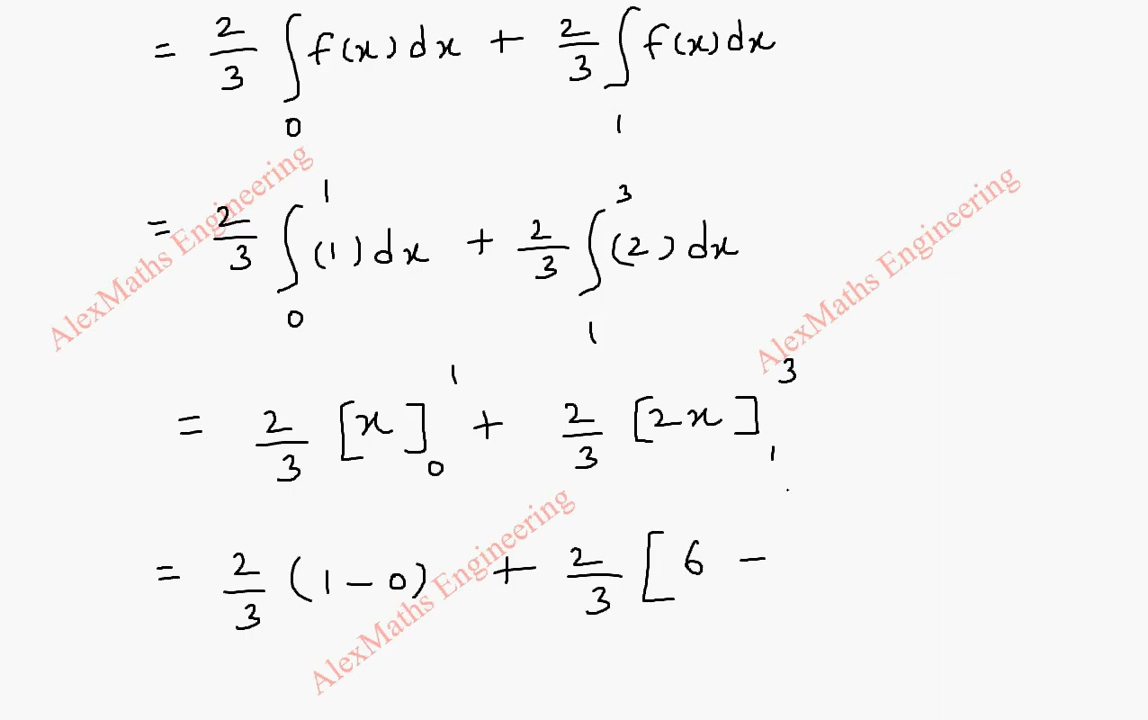 = 2/3 ∫₀ f(x) dx + 2/3 ∫₁ f(x) dx
= 2/3 ∫₀¹ (1) dx + 2/3 ∫₁³ (2) dx
= 2/3 [x]₀¹ + 2/3 [2x]₁³
= 2/3 (1 – 0) + 2/3 [ 6 –
AlexMaths Engineering
AlexMaths Engineering
AlexMaths Engineering